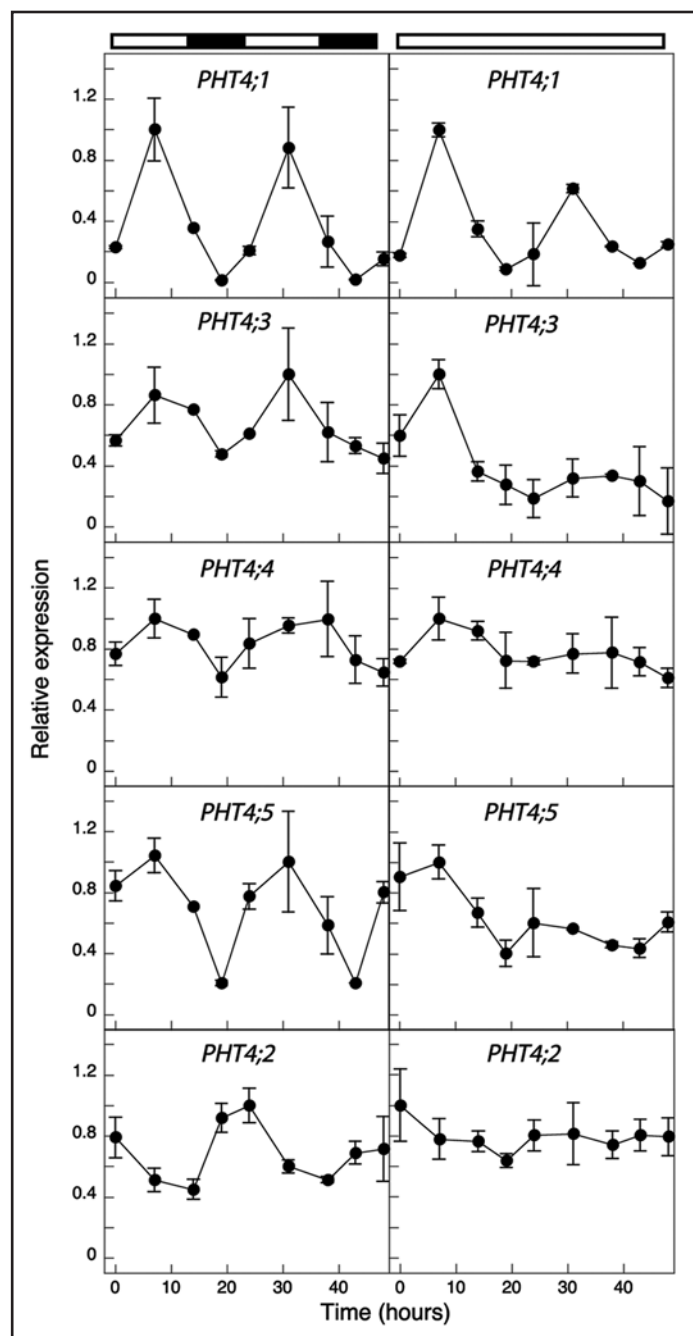 PHT4;1 PHT4;1
1.2
0.8
0.4
0
PHT4;3 PHT4;3
1.2
0.8
0.4
0
PHT4;4 PHT4;4
1.2
0.8
0.4
0
PHT4;5 PHT4;5
1.2
0.8
0.4
0
PHT4;2 PHT4;2
1.2
0.8
0.4
0
Relative expression
0 10 20 30 40 0 10 20 30 40
Time (hours)